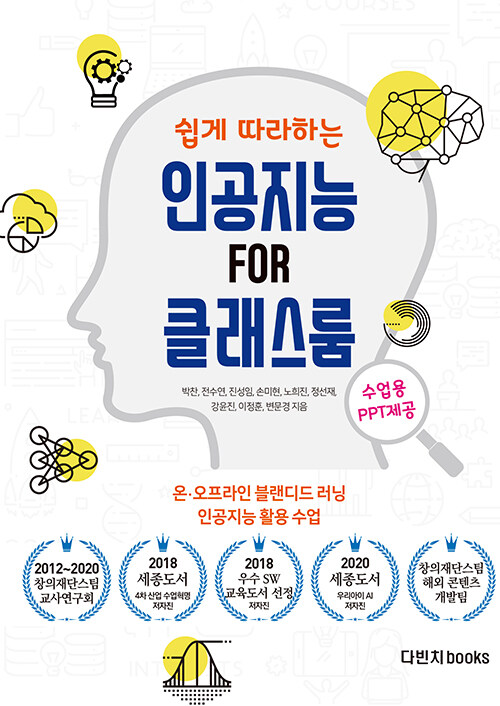 쉽게 따라하는
인공지능
FOR
클래스룸
박찬, 전수연, 진성임, 손미현, 노희진, 정선재,
강윤진, 이정훈, 변문경 지음
수업용
PPT제공
온·오프라인 블랜디드 러닝
인공지능 활용 수업
2012~2020
창의재단스팀
교사연구회
2018
세종도서
4차 산업 수업혁명
저자진
2018
우수 SW
교육도서 선정
저자진
2020
세종도서
우리아이 AI
저자진
창의재단스팀
해외 콘텐츠
개발팀
다빈치books